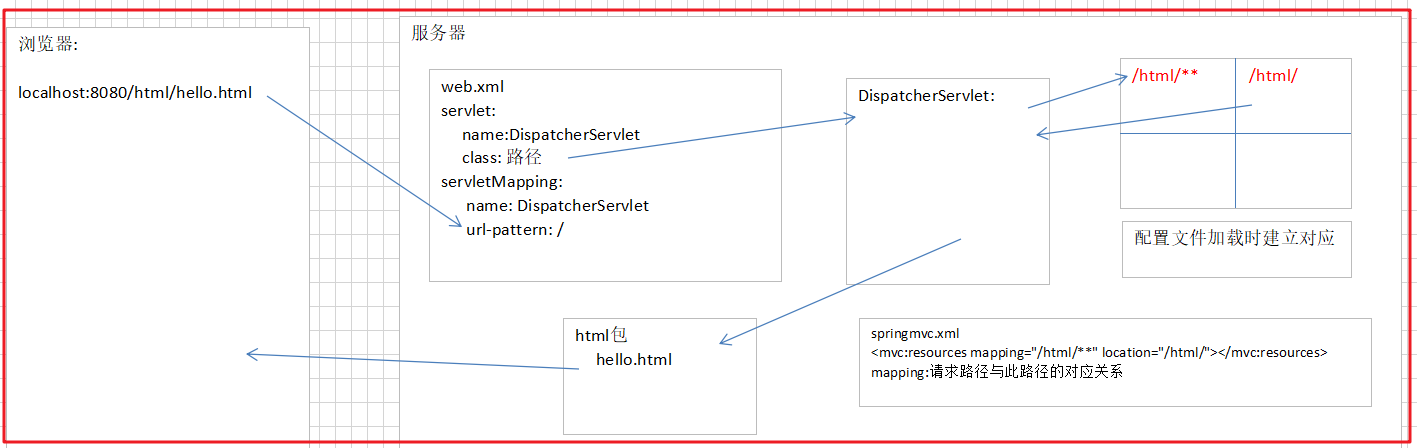 浏览器:
localhost:8080/html/hello.html
服务器
web.xml
servlet:
name:DispatcherServlet
class: 路径
servletMapping:
name: DispatcherServlet
url-pattern: /
DispatcherServlet:
/html/**
/html/
配置文件加载时建立对应
html包
hello.html
springmvc.xml
<mvc:resources mapping="/html/**" location="/html/"></mvc:resources>
mapping:请求路径与此路径的对应关系